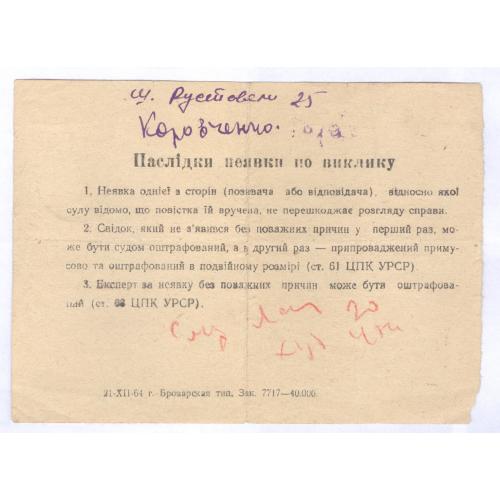 ш. Руставели 25
Коровченко.
Наслідки неявки по виклику
1. Неявка однієї з сторін (позивача або відповідача), відносно якої
суду відомо, що повістка їй вручена, не перешкоджає розгляду справи.
2. Свідок, який не з'явився без поважних причин у перший раз, мо-
же бути судом оштрафований, а в другий раз — припроваджений приму-
сово та оштрафований в подвійному розмірі (ст. 61 ЦПК УРСР).
3. Експерт за неявку без поважних причин може бути оштрафова-
ний (ст. 63 ЦПК УРСР).
21-XII-64 г. Броварская тип. Зак. 7717—40.000.